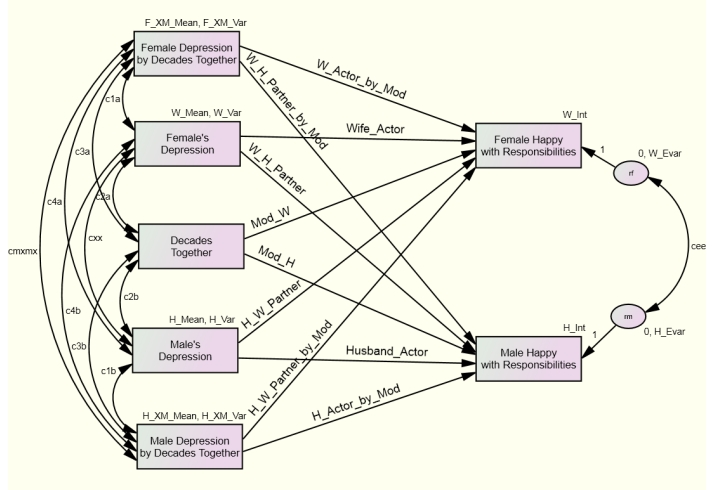 F_XM_Mean, F_XM_Var
Female Depression
by Decades Together
W_Actor_by_Mod
W_H_Partner_by_Mod
c1a
W_Mean, W_Var
Female's
Depression
Wife_Actor
W_H_Partner
W_Int
Female Happy
with Responsibilities
1
0, W_Evar
rf
c3a
c4a
c2a
cmxmx
cxx
Decades
Together
Mod_W
Mod_H
cee
c4b
c3b
c2b
H_Mean, H_Var
Male's
Depression
H_W_Partner
Husband_Actor
H_W_Partner_by_Mod
H_Int
Male Happy
with Responsibilities
1
rm
0, H_Evar
c1b
H_XM_Mean, H_XM_Var
Male Depression
by Decades Together
H_Actor_by_Mod